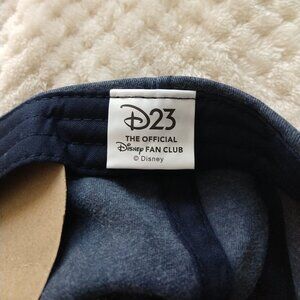 D23
THE OFFICIAL
Disney FAN CLUB
© Disney